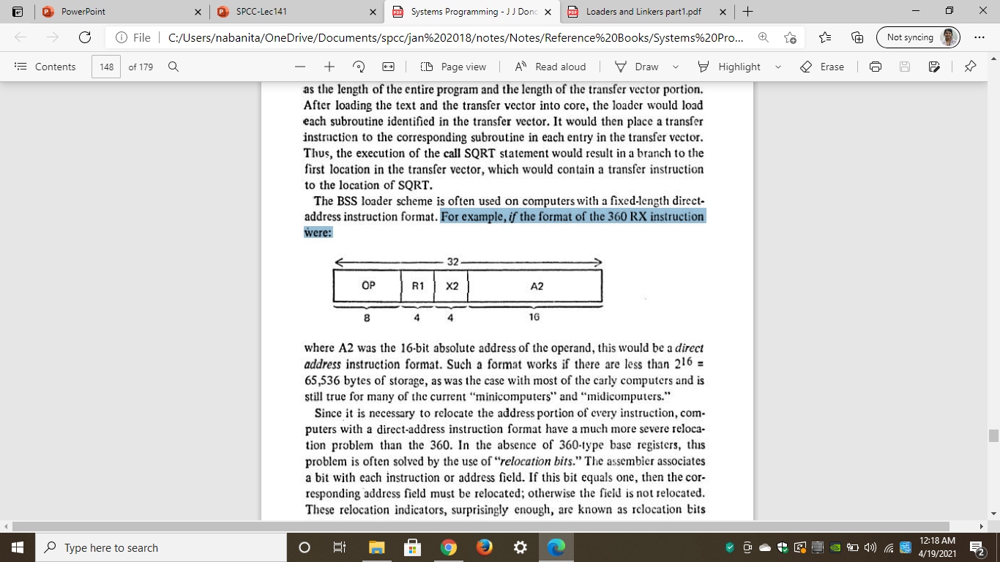 PowerPoint
SPCC-Lec141
Systems Programming - J J Dono
Loaders and Linkers part1.pdf
File
C:/Users/nabanita/OneDrive/Documents/spcc/jan%202018/notes/Notes/Reference%20Books/Systems%20Pro...
Not syncing
Contents
148
of 179
Page view
Read aloud
Draw
Highlight
Erase
as the length of the entire program and the length of the transfer vector portion.
After loading the text and the transfer vector into core, the loader would load
each subroutine identified in the transfer vector. It would then place a transfer
instruction to the corresponding subroutine in each entry in the transfer vector.
Thus, the execution of the call SQRT statement would result in a branch to the
first location in the transfer vector, which would contain a transfer instruction
to the location of SQRT.
The BSS loader scheme is often used on computers with a fixed-length direct-
address instruction format. For example, if the format of the 360 RX instruction
were:
32
OP R1 X2 A2
8 4 4 16
where A2 was the 16-bit absolute address of the operand, this would be a direct
address instruction format. Such a format works if there are less than 2¹⁶ =
65,536 bytes of storage, as was the case with most of the early computers and is
still true for many of the current “minicomputers” and “midicomputers.”
Since it is necessary to relocate the address portion of every instruction, com-
puters with a direct-address instruction format have a much more severe reloca-
tion problem than the 360. In the absence of 360-type base registers, this
problem is often solved by the use of “relocation bits.” The assembler associates
a bit with each instruction or address field. If this bit equals one, then the cor-
responding address field must be relocated; otherwise the field is not relocated.
These relocation indicators, surprisingly enough, are known as relocation bits
Type here to search
12:18 AM
4/19/2021
2